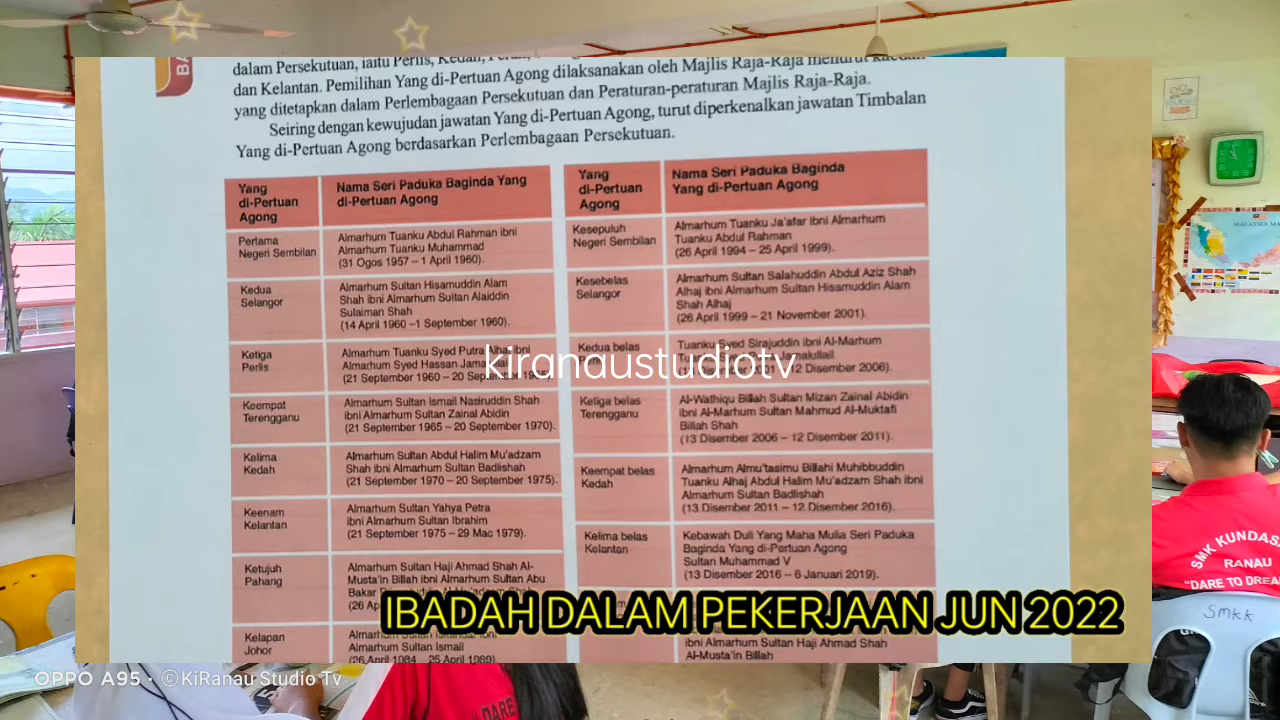 dalam Persekutuan, iaitu Perlis, Kedah,
dan Kelantan. Pemilihan Yang di-Pertuan Agong dilaksanakan oleh Majlis Raja-Raja menurut kaedah
yang ditetapkan dalam Perlembagaan Persekutuan dan Peraturan-peraturan Majlis Raja-Raja.
Seiring dengan kewujudan jawatan Yang di-Pertuan Agong, turut diperkenalkan jawatan Timbalan
Yang di-Pertuan Agong berdasarkan Perlembagaan Persekutuan.
Yang
di-Pertuan
Agong
Nama Seri Paduka Baginda Yang
di-Pertuan Agong
Pertama
Negeri Sembilan
Almarhum Tuanku Abdul Rahman ibni
Almarhum Tuanku Muhammad
(31 Ogos 1957 – 1 April 1960).
Kedua
Selangor
Almarhum Sultan Hisamuddin Alam
Shah ibni Almarhum Sultan Alaiddin
Sulaiman Shah
(14 April 1960 –1 September 1960).
Ketiga
Perlis
Almarhum Tuanku Syed Putra Alhaj ibni
Almarhum Syed Hassan
(21 September 1960 – 20
Keempat
Terengganu
Almarhum Sultan Ismail Nasiruddin Shah
ibni Almarhum Sultan Zainal Abidin
(21 September 1965 – 20 September 1970).
Kelima
Kedah
Almarhum Sultan Abdul Halim Mu'adzam
Shah ibni Almarhum Sultan Badlishah
(21 September 1970 – 20 September 1975).
Keenam
Kelantan
Almarhum Sultan Yahya Petra
ibni Almarhum Sultan Ibrahim
(21 September 1975 – 29 Mac 1979).
Ketujuh
Pahang
Almarhum Sultan Haji Ahmad Shah Al-
Musta'in Billah ibni Almarhum Sultan Abu
Bakar
(26
Kelapan
Johor
Almarhum Sultan Iskandar ibni
Almarhum Sultan Ismail
(26 April 1984 – 25 April 1989).
Yang
di-Pertuan
Agong
Nama Seri Paduka Baginda
Yang di-Pertuan Agong
Kesepuluh
Negeri Sembilan
Almarhum Tuanku Ja'afar ibni Almarhum
Tuanku Abdul Rahman
(26 April 1994 – 25 April 1999).
Kesebelas
Selangor
Almarhum Sultan Salahuddin Abdul Aziz Shah
Alhaj ibni Almarhum Sultan Hisamuddin Alam
Shah Alhaj
(26 April 1999 – 21 November 2001).
Kedua belas
Tuanku Syed Sirajuddin ibni Al-Marhum
12 Disember 2006).
Ketiga belas
Terengganu
Al-Wathiqu Billah Sultan Mizan Zainal Abidin
ibni Al-Marhum Sultan Mahmud Al-Muktafi
Billah Shah
(13 Disember 2006 – 12 Disember 2011).
Keempat belas
Kedah
Almarhum Almu'tasimu Billahi Muhibbuddin
Tuanku Alhaj Abdul Halim Mu'adzam Shah ibni
Almarhum Sultan Badlishah
(13 Disember 2011 – 12 Disember 2016).
Kelima belas
Kelantan
Kebawah Duli Yang Maha Mulia Seri Paduka
Baginda Yang di-Pertuan Agong
Sultan Muhammad V
(13 Disember 2016 – 6 Januari 2019).
ibni Almarhum Sultan Haji Ahmad Shah
Al-Musta'in Billah
kiranaustudiotv
IBADAH DALAM PEKERJAAN JUN 2022
MALAYSIA
SMK KUNDAS
RANAU
"DARE TO DREA
SMKK
DARE
OPPO A95 · ©KiRanau Studio Tv